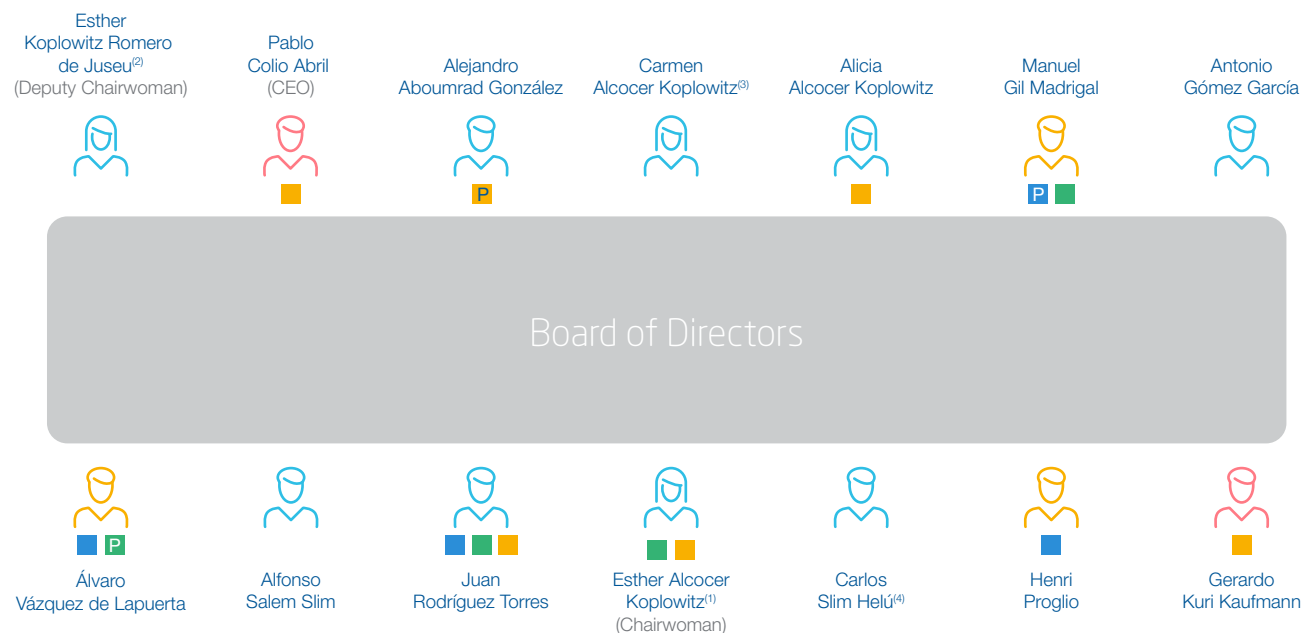 Esther
Koplowitz Romero
de Juseu(2)
(Deputy Chairwoman)
Pablo
Colio Abril
(CEO)
Alejandro
Aboumrad González
Carmen
Alcocer Koplowitz(3)
Alicia
Alcocer Koplowitz
Manuel
Gil Madrigal
Antonio
Gómez García
P
P
Board of Directors
P
Álvaro
Vázquez de Lapuerta
Alfonso
Salem Slim
Juan
Rodríguez Torres
Esther Alcocer
Koplowitz(1)
(Chairwoman)
Carlos
Slim Helú(4)
Henri
Proglio
Gerardo
Kuri Kaufmann